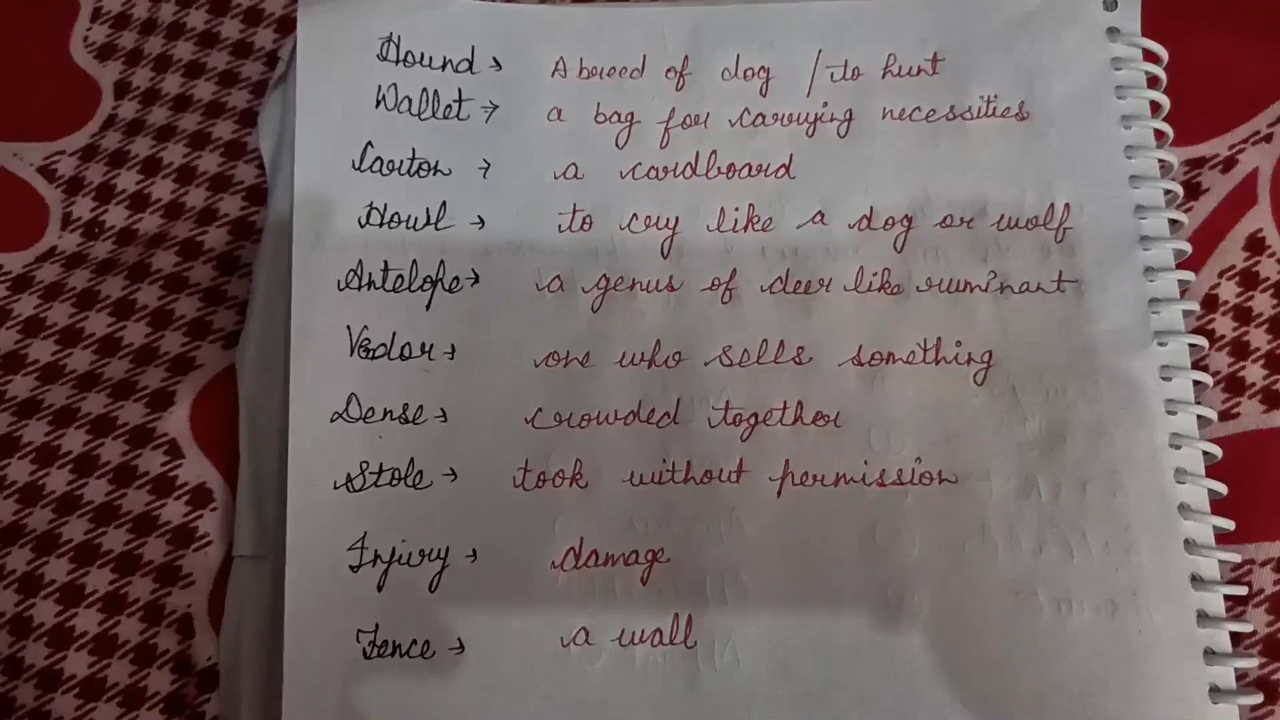 Hound → A breed of dog / to hunt
Wallet → a bag for carrying necessities
Carton → a cardboard
Howl → to cry like a dog or wolf
Antelope → a genus of deer like ruminant
Vedor → one who sells something
Dense → crowded together
Stole → took without permission
Injury → damage
Fence → a wall